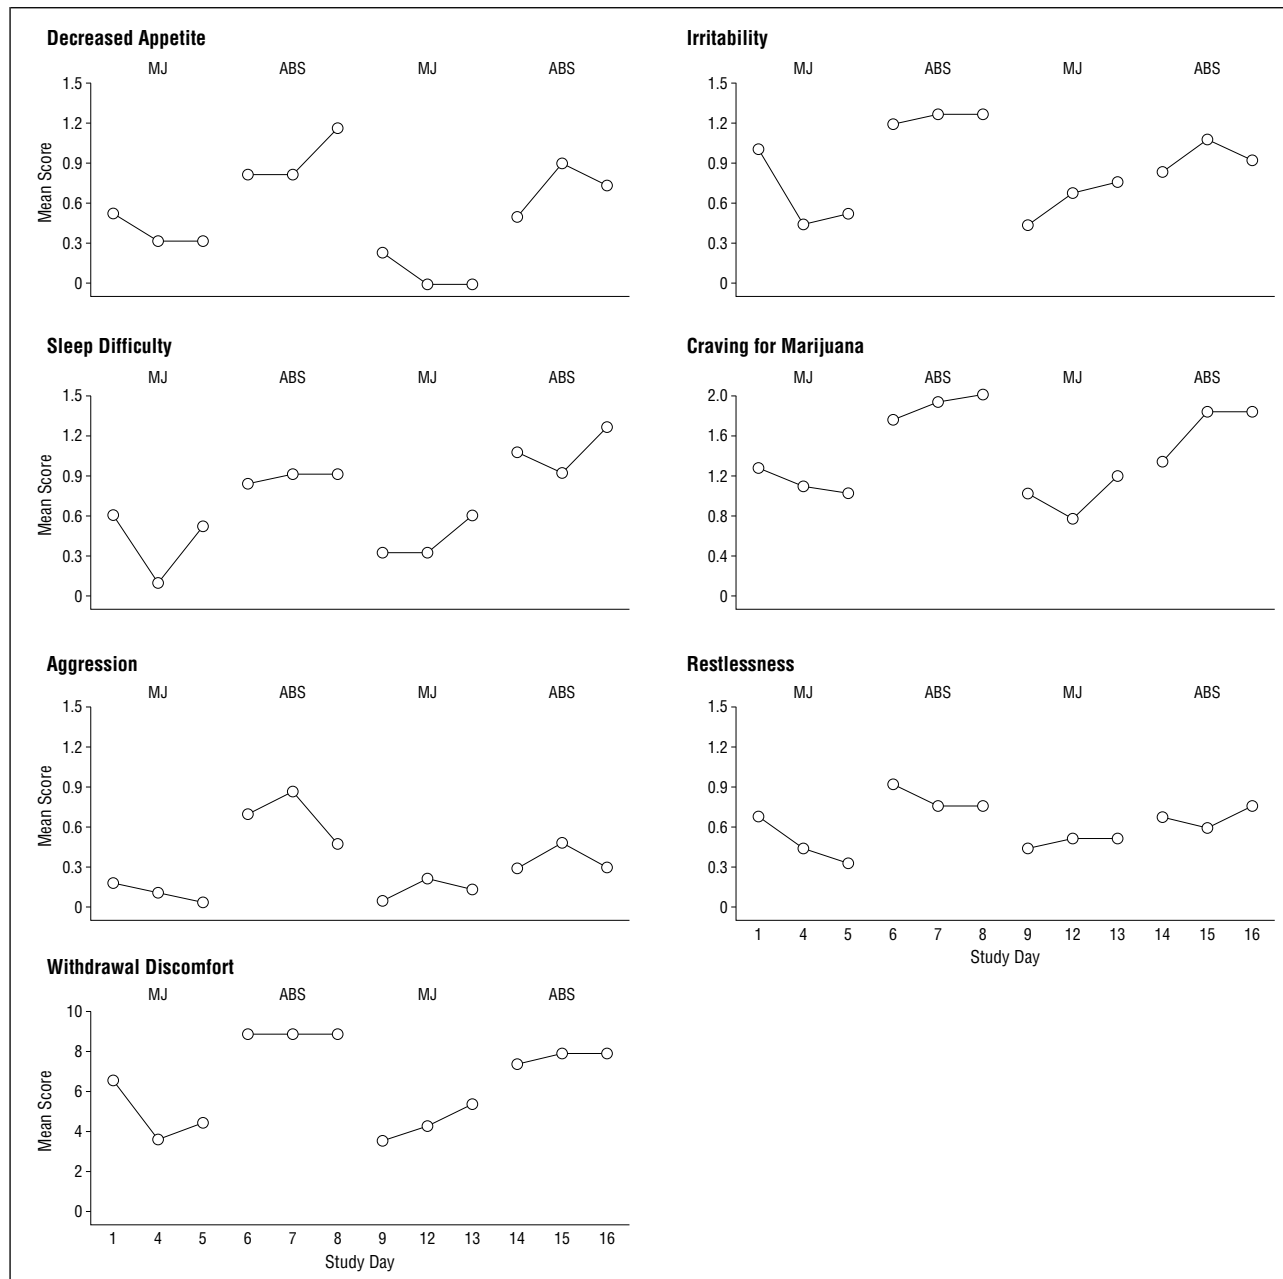 Decreased Appetite
MJ ABS MJ ABS
1.5
1.2
0.9
0.6
0.3
0
Mean Score
Irritability
MJ ABS MJ ABS
1.5
1.2
0.9
0.6
0.3
0
Sleep Difficulty
MJ ABS MJ ABS
1.5
1.2
0.9
0.6
0.3
0
Mean Score
Craving for Marijuana
MJ ABS MJ ABS
2.0
1.6
1.2
0.8
0.4
0
Aggression
MJ ABS MJ ABS
1.5
1.2
0.9
0.6
0.3
0
Mean Score
Restlessness
MJ ABS MJ ABS
1.5
1.2
0.9
0.6
0.3
0
1 4 5 6 7 8 9 12 13 14 15 16
Study Day
Withdrawal Discomfort
MJ ABS MJ ABS
10
8
6
4
2
0
Mean Score
1 4 5 6 7 8 9 12 13 14 15 16
Study Day